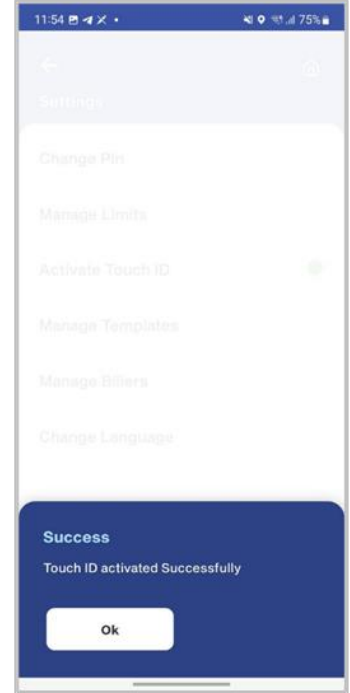 11:54
75%
Settings
Change Pin
Manage Limits
Activate Touch ID
Manage Templates
Manage Billers
Change Language
Success
Touch ID activated Successfully
Ok